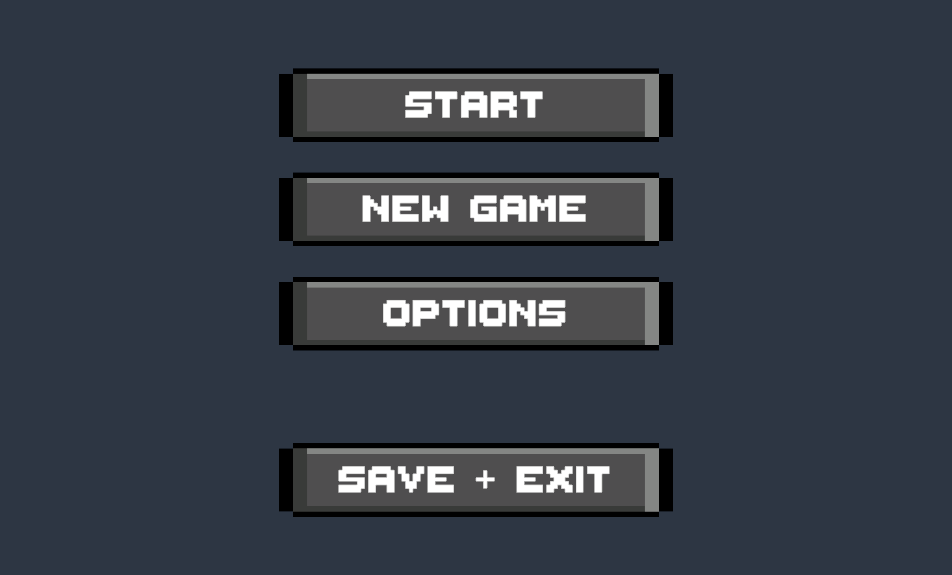 START
NEW GAME
OPTIONS
SAVE + EXIT